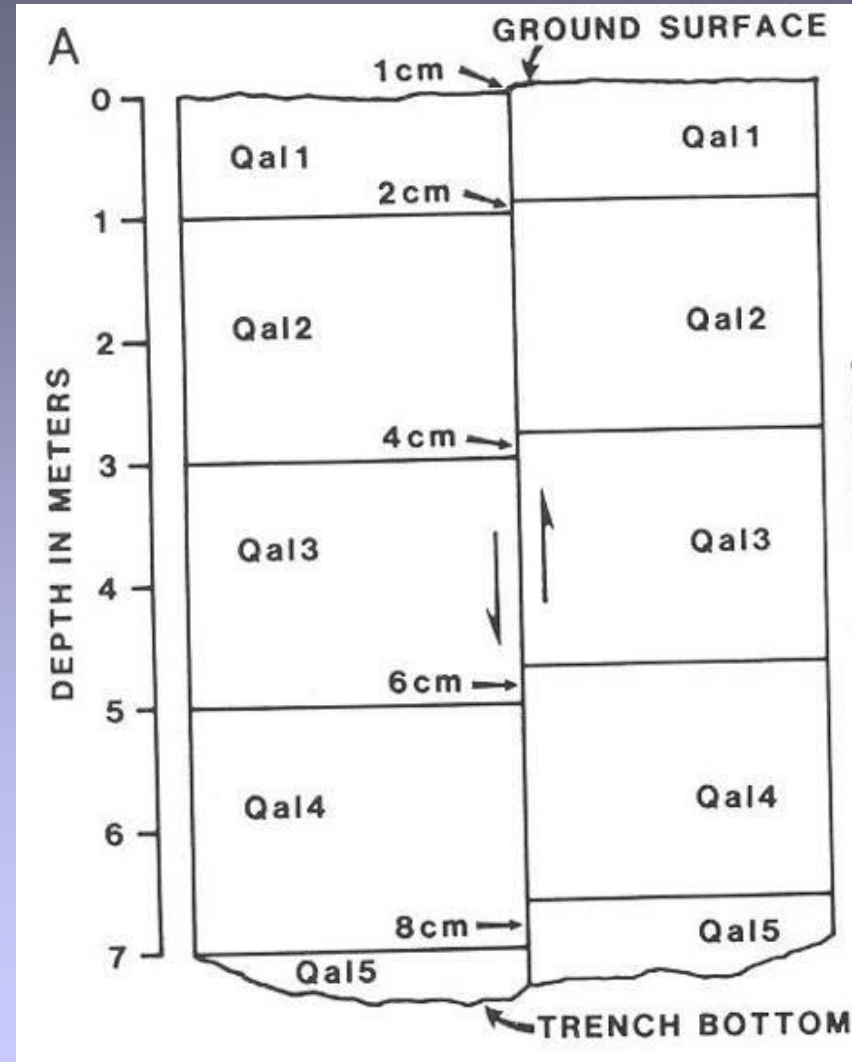 A
GROUND SURFACE
1cm
0
Qal1
Qal1
2cm
1
Qal2
Qal2
2
4cm
3
Qal3
Qal3
4
6cm
5
Qal4
Qal4
6
8cm
7
Qal5
Qal5
TRENCH BOTTOM
DEPTH IN METERS